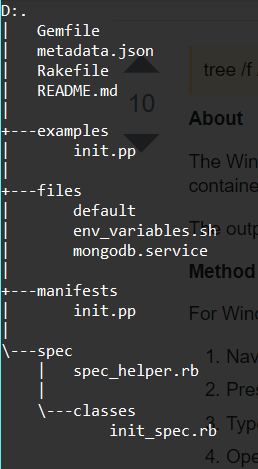 D:.
│   Gemfile
│   metadata.json
│   Rakefile
│   README.md
│
+---examples
│       init.pp
│
+---files
│       default
│       env_variables.sh
│       mongodb.service
│
+---manifests
│       init.pp
│
\---spec
    │   spec_helper.rb
    │
    \---classes
            init_spec.rb
10
tree /f
About
The Win
containe
The outp
Method
For Wind
1. Nav
2. Pres
3. Type
4. Ope